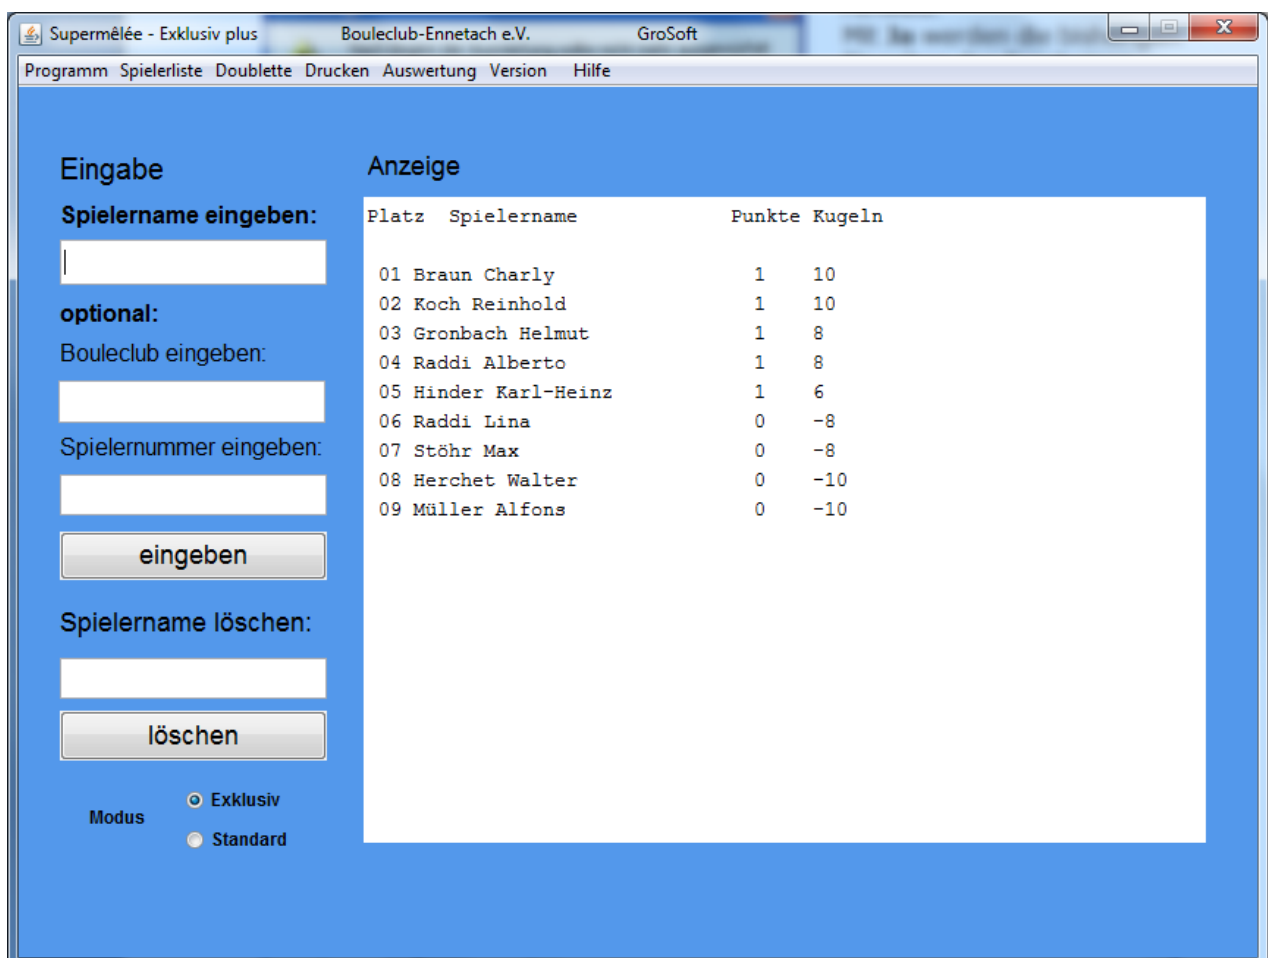 Supermêlée - Exklusiv plus Bouleclub-Ennetach e.V. GroSoft
Programm Spielerliste Doublette Drucken Auswertung Version Hilfe
Eingabe
Spielername eingeben:
optional:
Bouleclub eingeben:
Spielernummer eingeben:
eingeben
Spielername löschen:
löschen
Modus
Exklusiv
Standard
Anzeige
Platz Spielername Punkte Kugeln
01 Braun Charly 1 10
02 Koch Reinhold 1 10
03 Gronbach Helmut 1 8
04 Raddi Alberto 1 8
05 Hinder Karl-Heinz 1 6
06 Raddi Lina 0 -8
07 Stöhr Max 0 -8
08 Herchet Walter 0 -10
09 Müller Alfons 0 -10